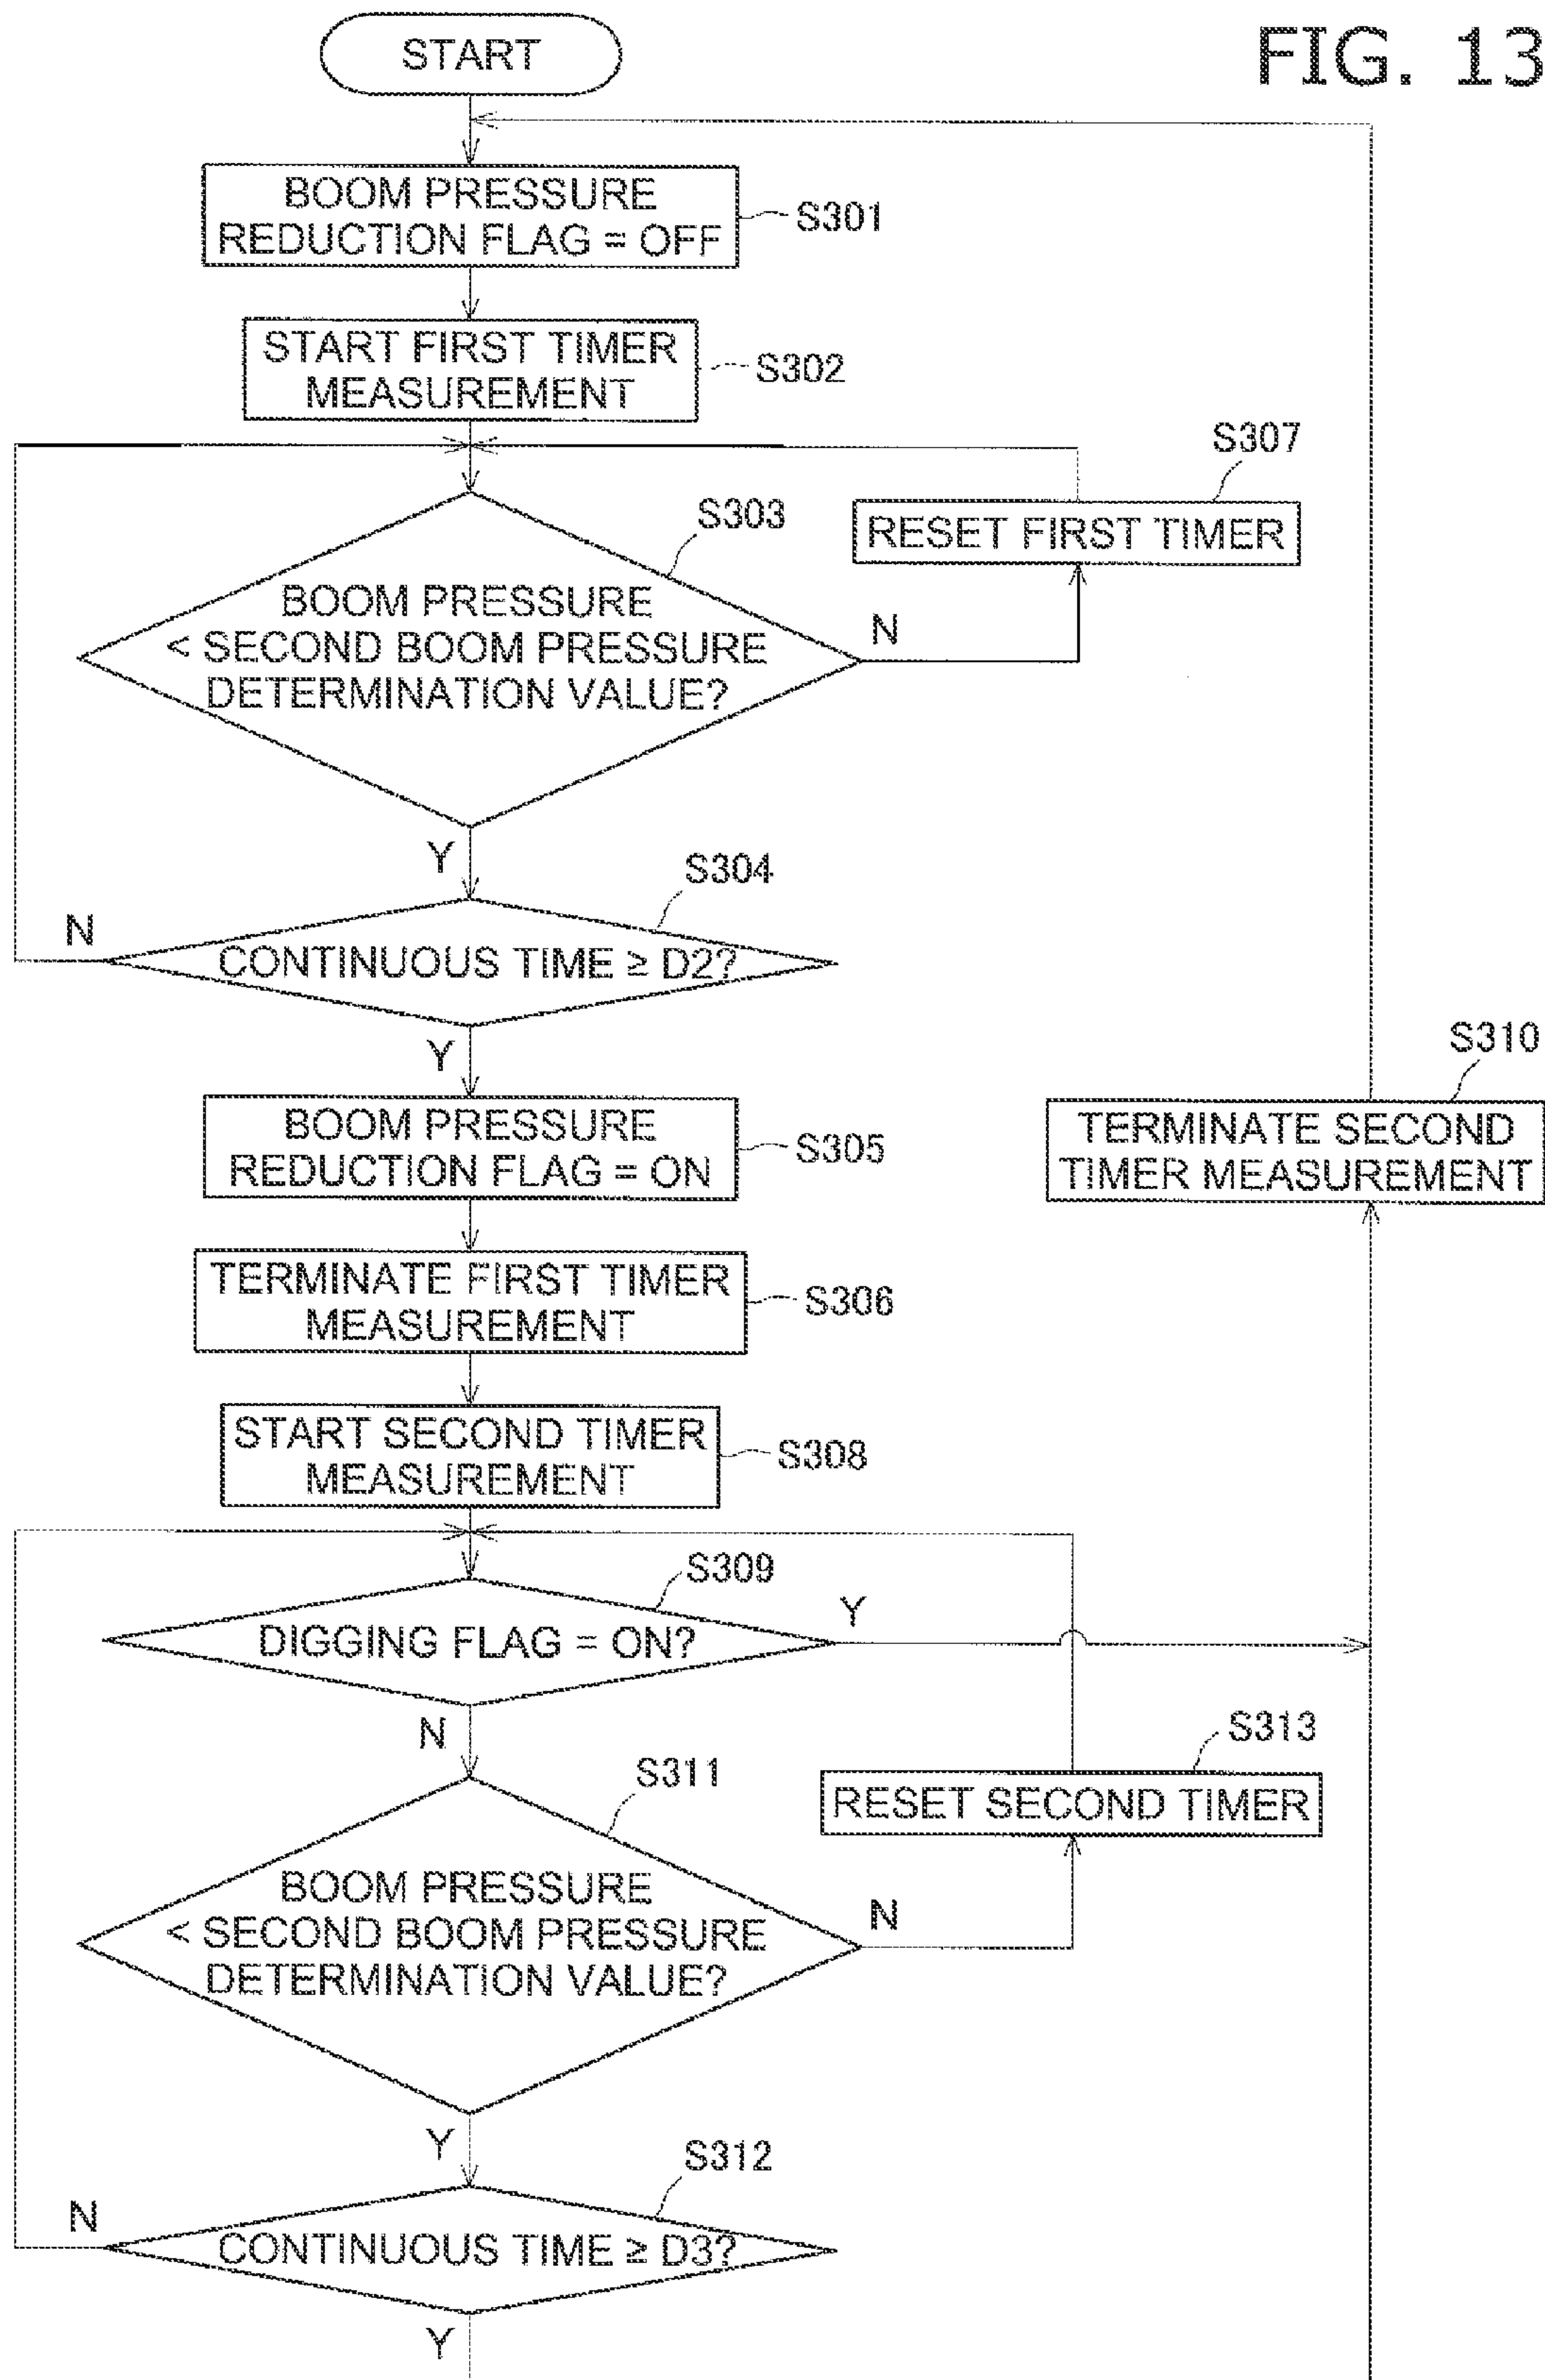 FIG. 13
START
BOOM PRESSURE
REDUCTION FLAG = OFF
S301
START FIRST TIMER
MEASUREMENT
S302
S307
RESET FIRST TIMER
S303
BOOM PRESSURE
< SECOND BOOM PRESSURE
DETERMINATION VALUE?
N
Y
S304
N
CONTINUOUS TIME ≥ D2?
Y
S310
TERMINATE SECOND
TIMER MEASUREMENT
BOOM PRESSURE
REDUCTION FLAG = ON
S305
TERMINATE FIRST TIMER
MEASUREMENT
S306
START SECOND TIMER
MEASUREMENT
S308
S309
DIGGING FLAG = ON?
Y
N
S313
RESET SECOND TIMER
S311
BOOM PRESSURE
< SECOND BOOM PRESSURE
DETERMINATION VALUE?
N
Y
S312
N
CONTINUOUS TIME ≥ D3?
Y